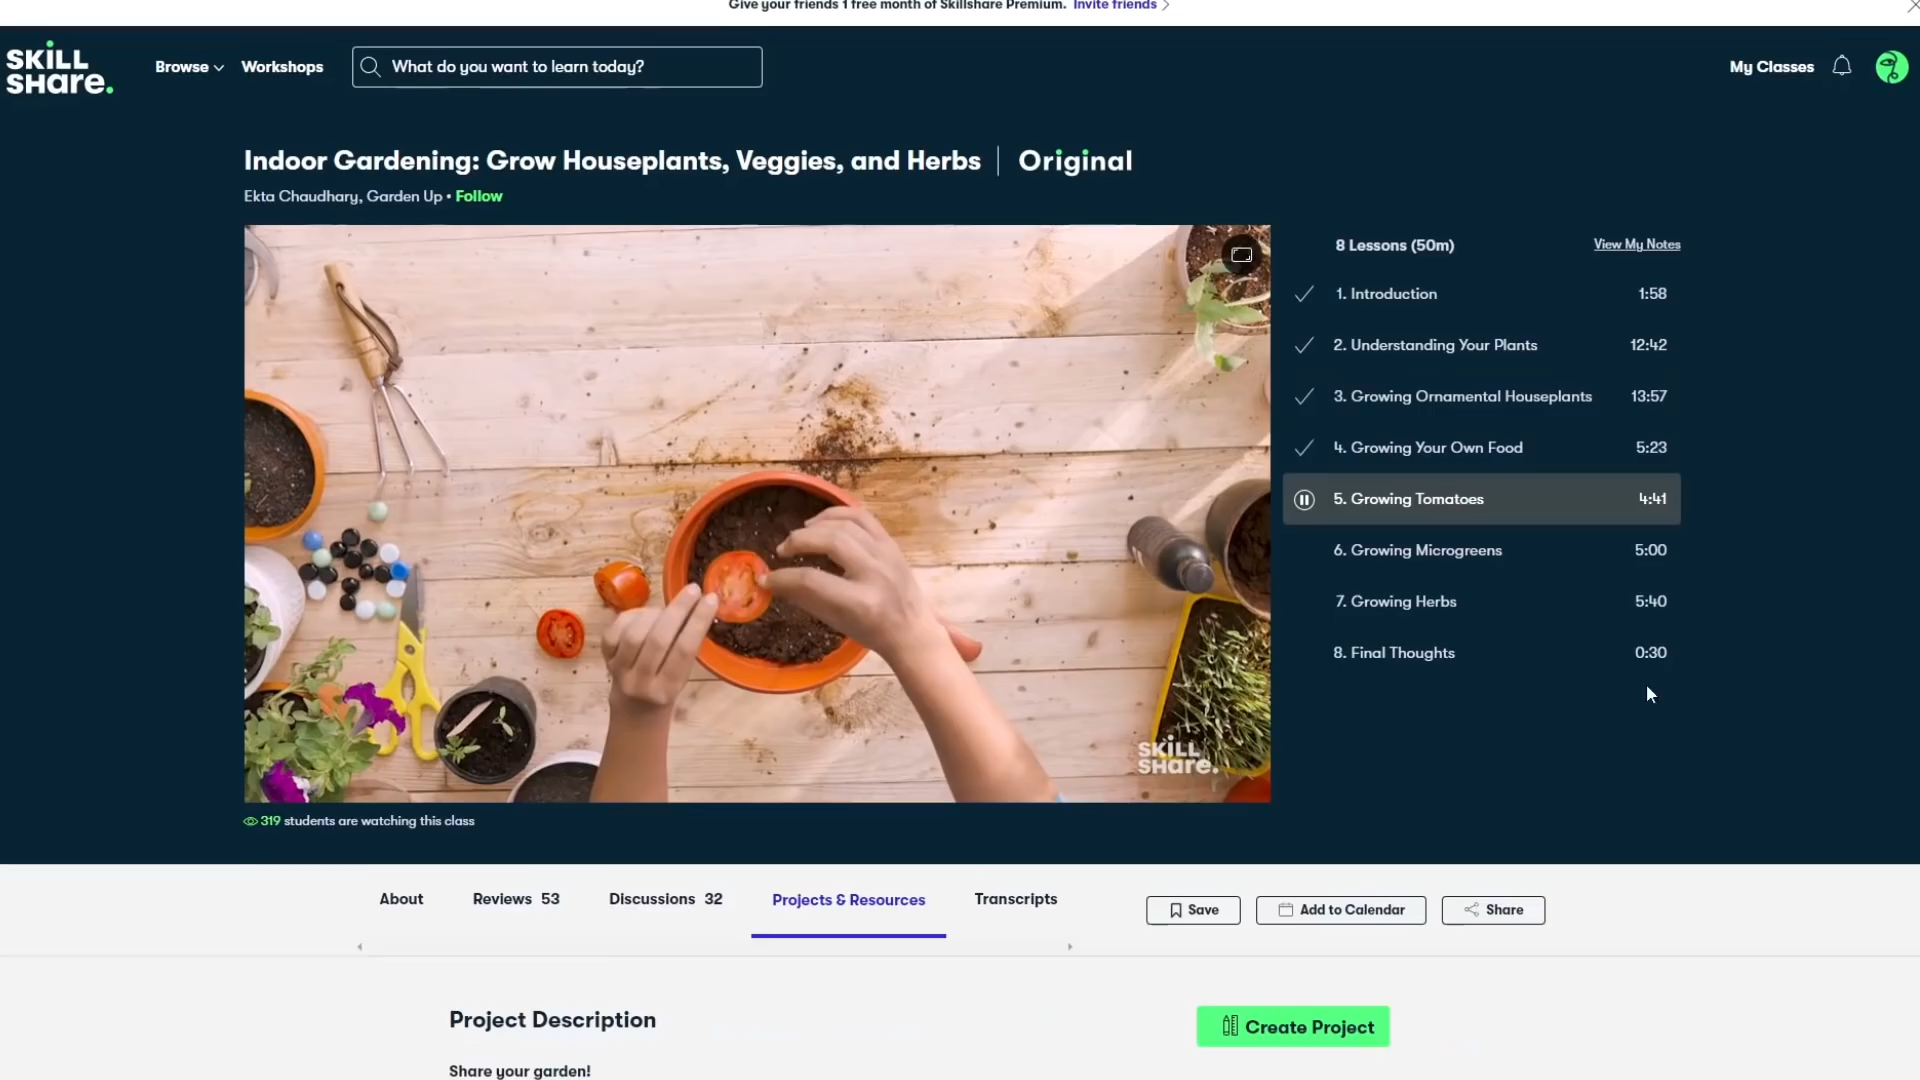 Give your friends 1 free month of Skillshare Premium. Invite friends
SKiLL
SHare.
Browse
Workshops
What do you want to learn today?
My Classes
Indoor Gardening: Grow Houseplants, Veggies, and Herbs | Original
Ekta Chaudhary, Garden Up • Follow
8 Lessons (50m)
View My Notes
1. Introduction 1:58
2. Understanding Your Plants 12:42
3. Growing Ornamental Houseplants 13:57
4. Growing Your Own Food 5:23
5. Growing Tomatoes 4:41
6. Growing Microgreens 5:00
7. Growing Herbs 5:40
8. Final Thoughts 0:30
SKiLL
SHare.
319 students are watching this class
About
Reviews 53
Discussions 32
Projects & Resources
Transcripts
Save
Add to Calendar
Share
Project Description
Create Project
Share your garden!